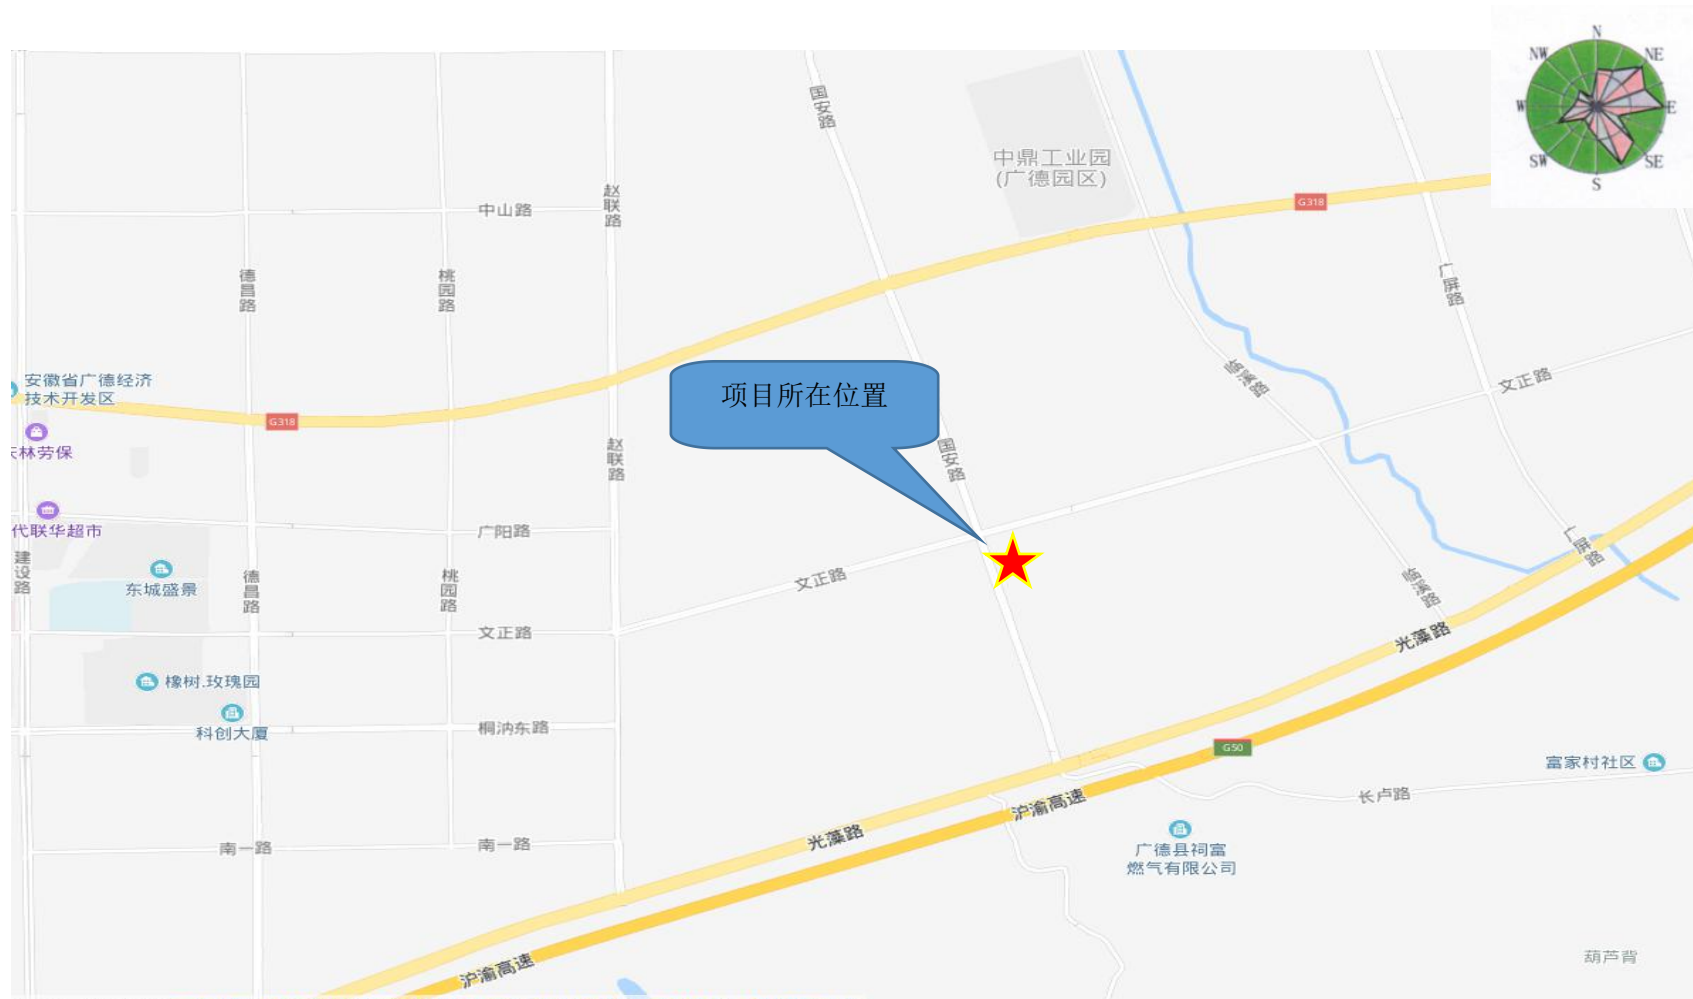 N
NW
NE
W
E
SW
SE
S
国安路
中鼎工业园
(广德园区)
赵联路
中山路
G318
德昌路
桃园路
广屏路
安徽省广德经济
技术开发区
项目所在位置
临溪路
文正路
G318
林劳保
赵联路
国安路
代联华超市
广阳路
建设路
东城盛景
德昌路
桃园路
文正路
广屏路
临溪路
文正路
光藻路
橡树.玫瑰园
科创大厦
桐汭东路
G50
富家村社区
长卢路
沪渝高速
光藻路
南一路
南一路
广德县祠富
燃气有限公司
沪渝高速
葫芦背